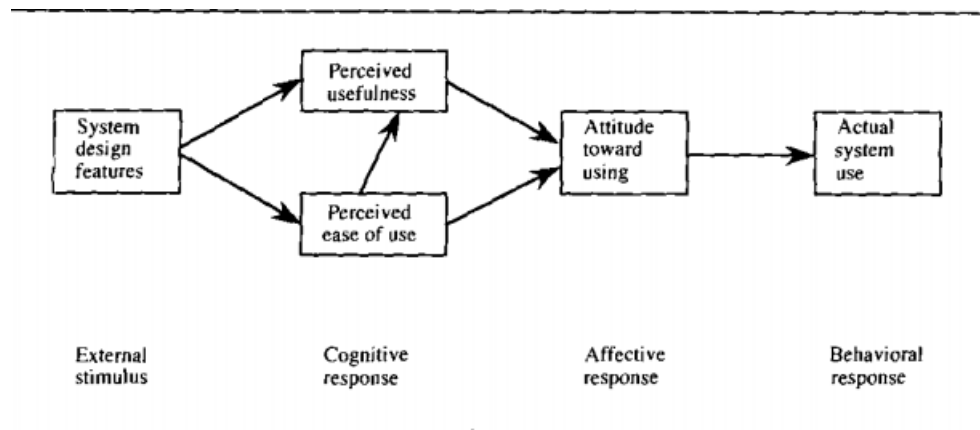 Perceived
usefulness
System
design
features
Attitude
toward
using
Actual
system
use
Perceived
ease of use
External
stimulus
Cognitive
response
Affective
response
Behavioral
response